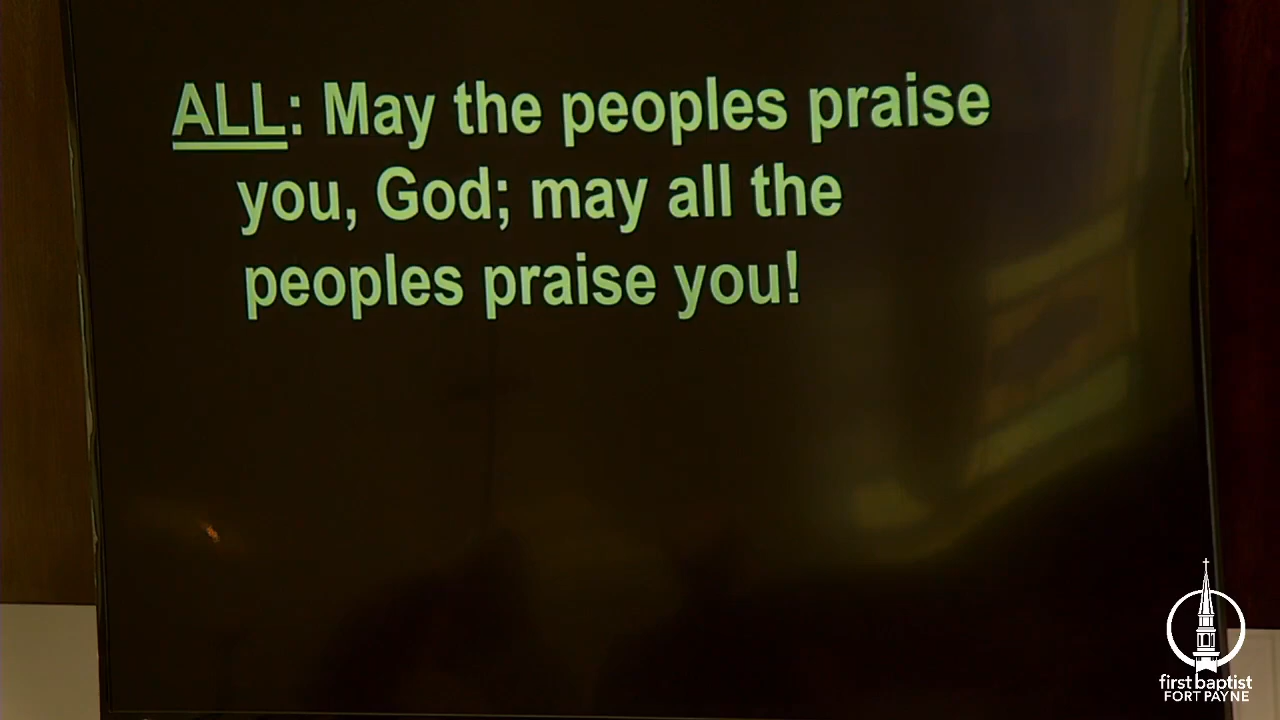 ALL: May the peoples praise
you, God; may all the
peoples praise you!
first baptist
FORT PAYNE